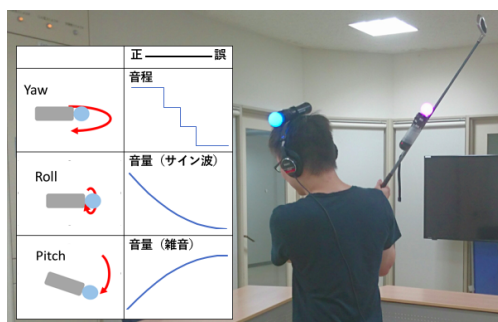 正 ——— 誤
Yaw
音程
Roll
音量（サイン波）
Pitch
音量（雑音）